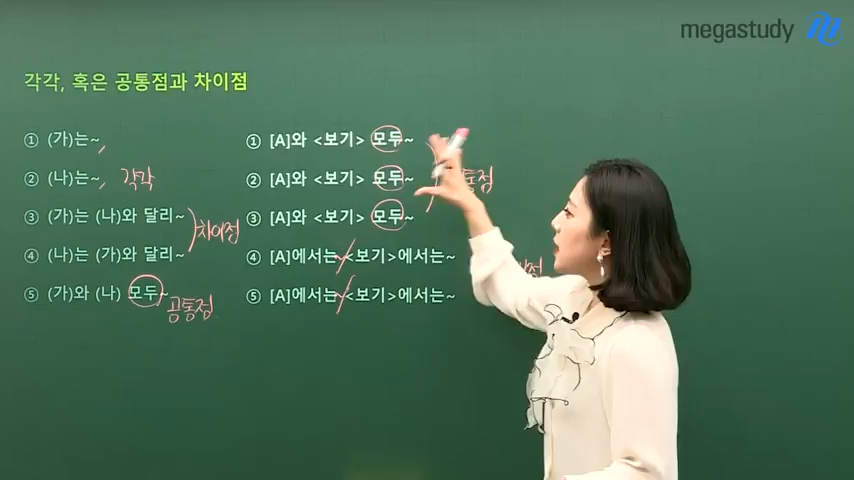 megastudy
각각, 혹은 공통점과 차이점
① (가)는~,
② (나)는~, 각각
③ (가)는 (나)와 달리~
④ (나)는 (가)와 달리~
차이점
⑤ (가)와 (나) 모두~
공통점
① [A]와 <보기> 모두~
② [A]와 <보기> 모두~
통점
③ [A]와 <보기> 모두~
④ [A]에서는 <보기>에서는~
⑤ [A]에서는 <보기>에서는~